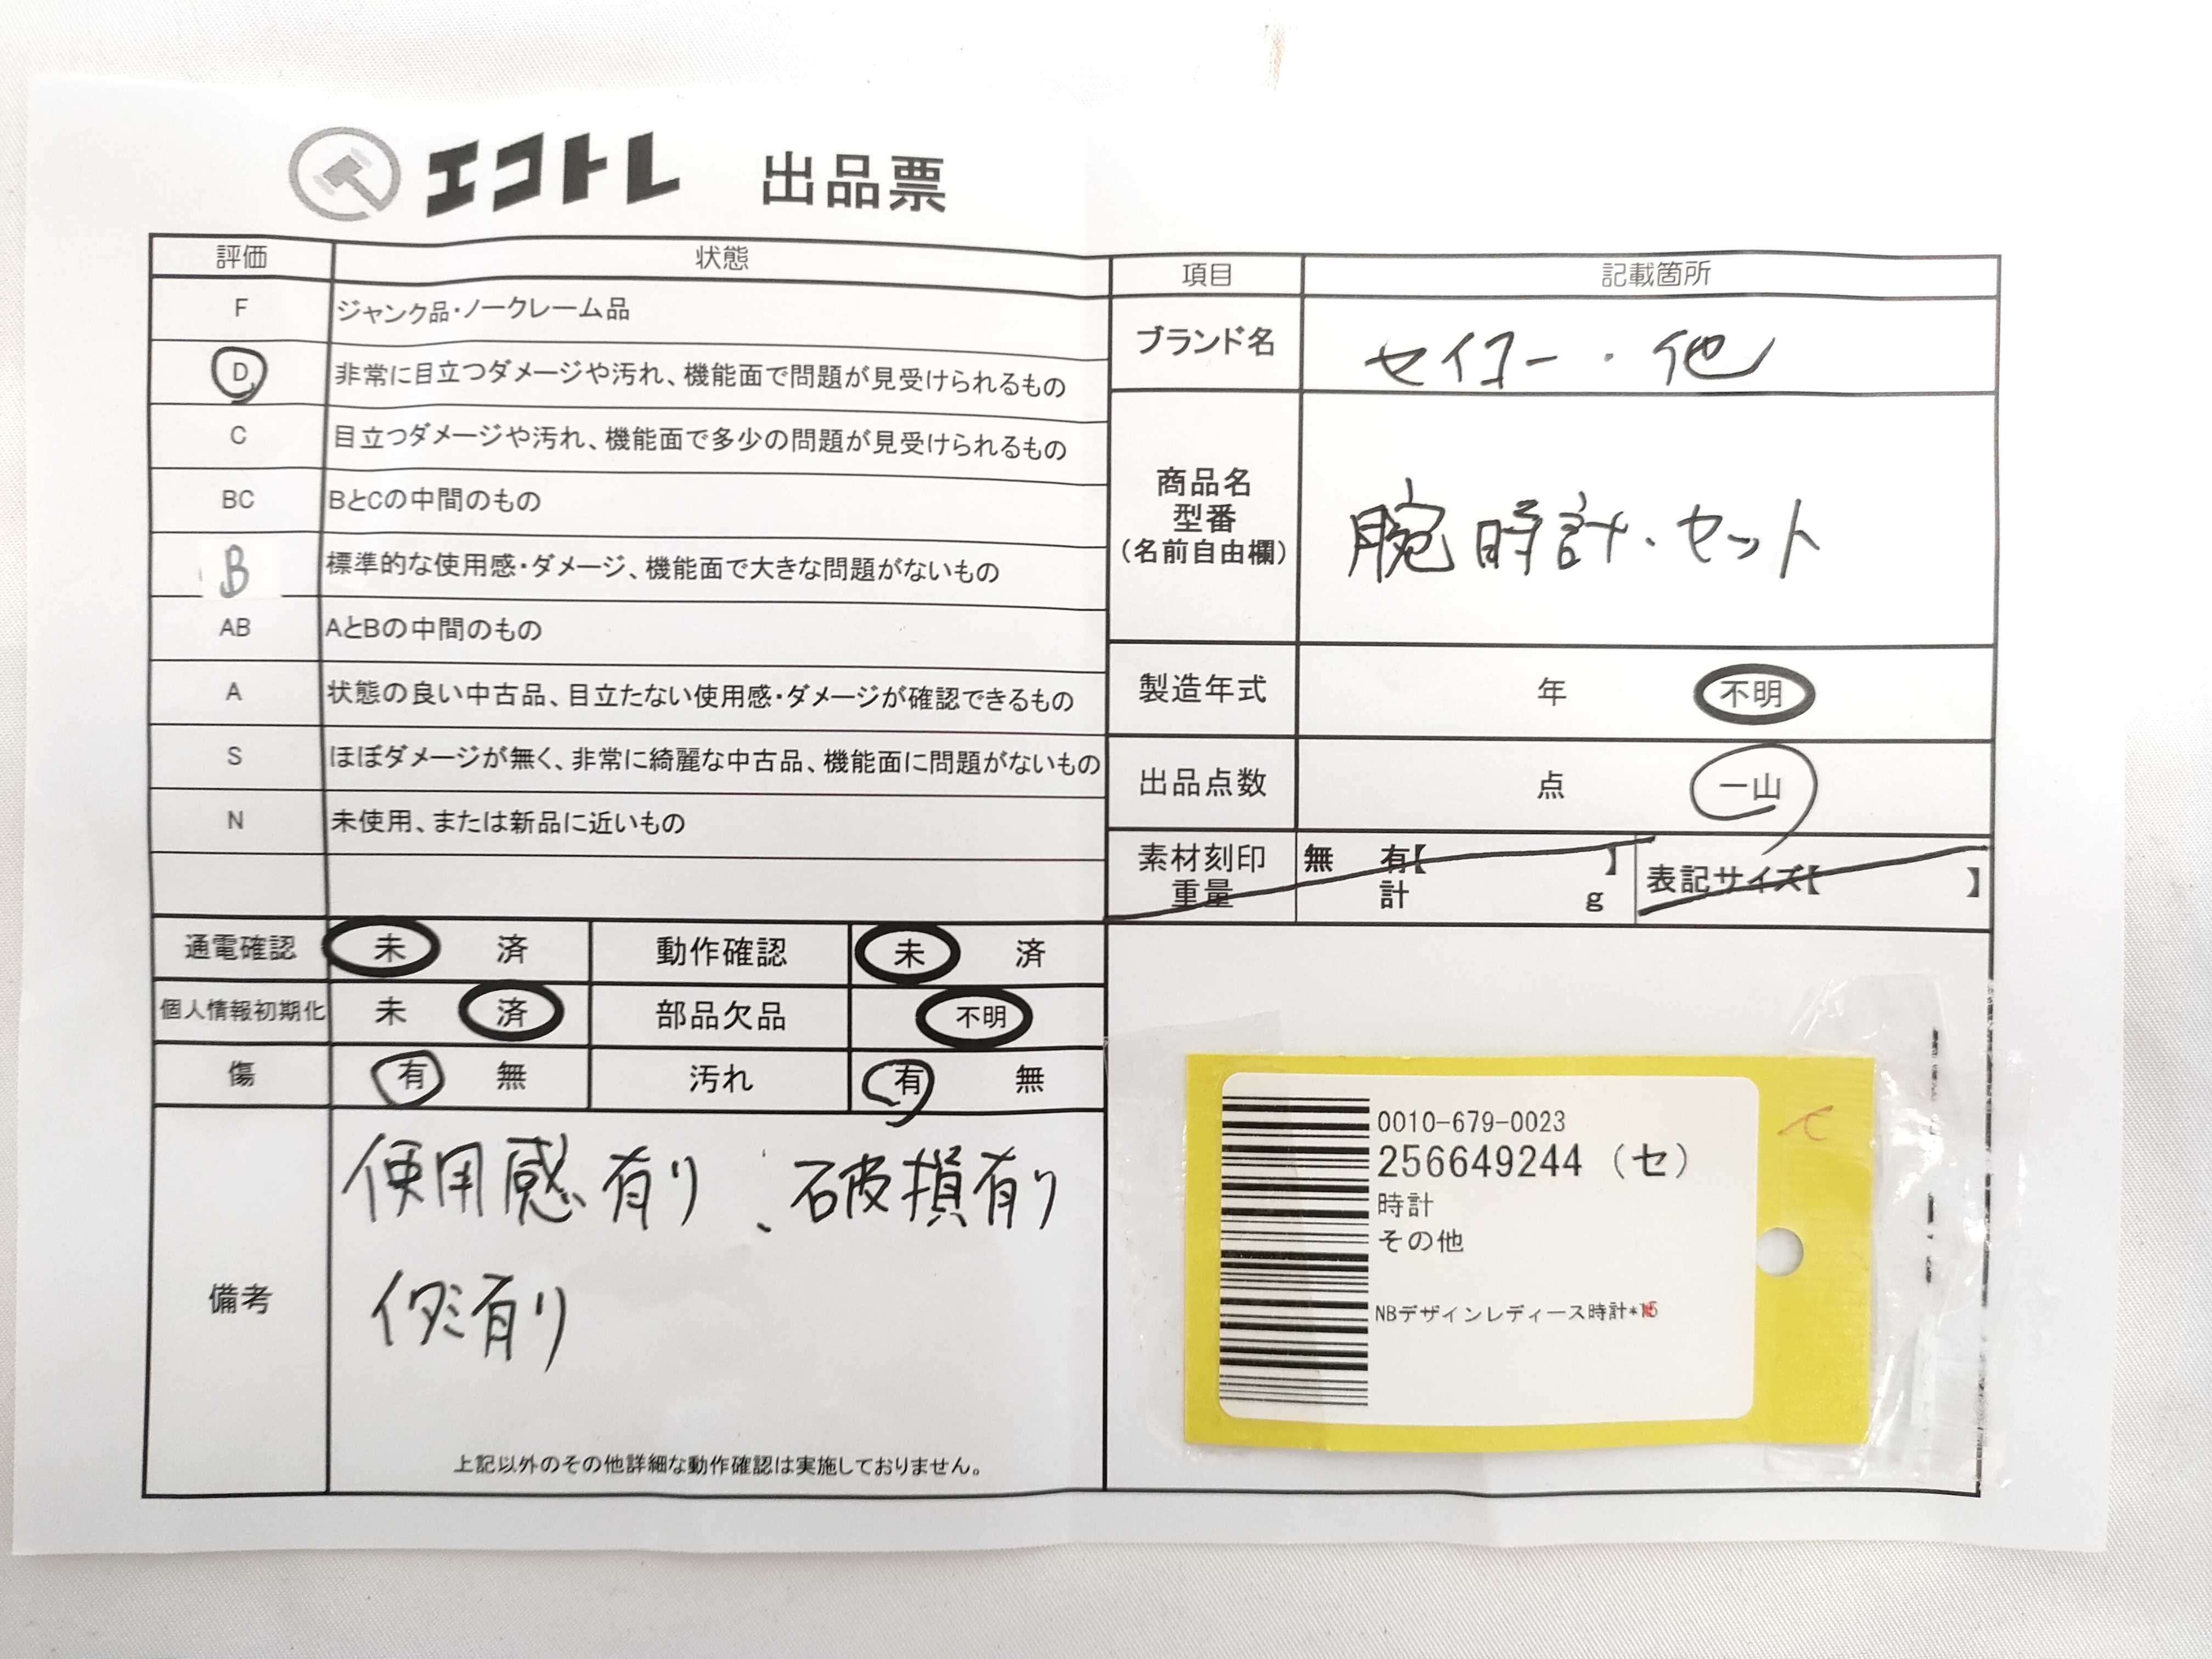 エコトレ 出品票
評価 状態
F ジャンク品・ノークレーム品
D 非常に目立つダメージや汚れ、機能面で問題が見受けられるもの
C 目立つダメージや汚れ、機能面で多少の問題が見受けられるもの
BC BとCの中間のもの
B 標準的な使用感・ダメージ、機能面で大きな問題がないもの
AB AとBの中間のもの
A 状態の良い中古品、目立たない使用感・ダメージが確認できるもの
S ほぼダメージが無く、非常に綺麗な中古品、機能面に問題がないもの
N 未使用、または新品に近いもの
通電確認 未 済 動作確認 未 済
個人情報初期化 未 済 部品欠品 不明
傷 有 無 汚れ 有 無
備考
使用感有り、破損有り
イタミ有り
上記以外のその他詳細な動作確認は実施しておりません。
項目 記載箇所
ブランド名 セイコー・他
商品名
型番
(名前自由欄)
腕時計・セット
製造年式 年 不明
出品点数 点 一山
素材刻印 無 有【 】 表記サイズ【 】
重量 計 g
0010-679-0023
256649244 (セ)
時計
その他
NBデザインレディース時計*